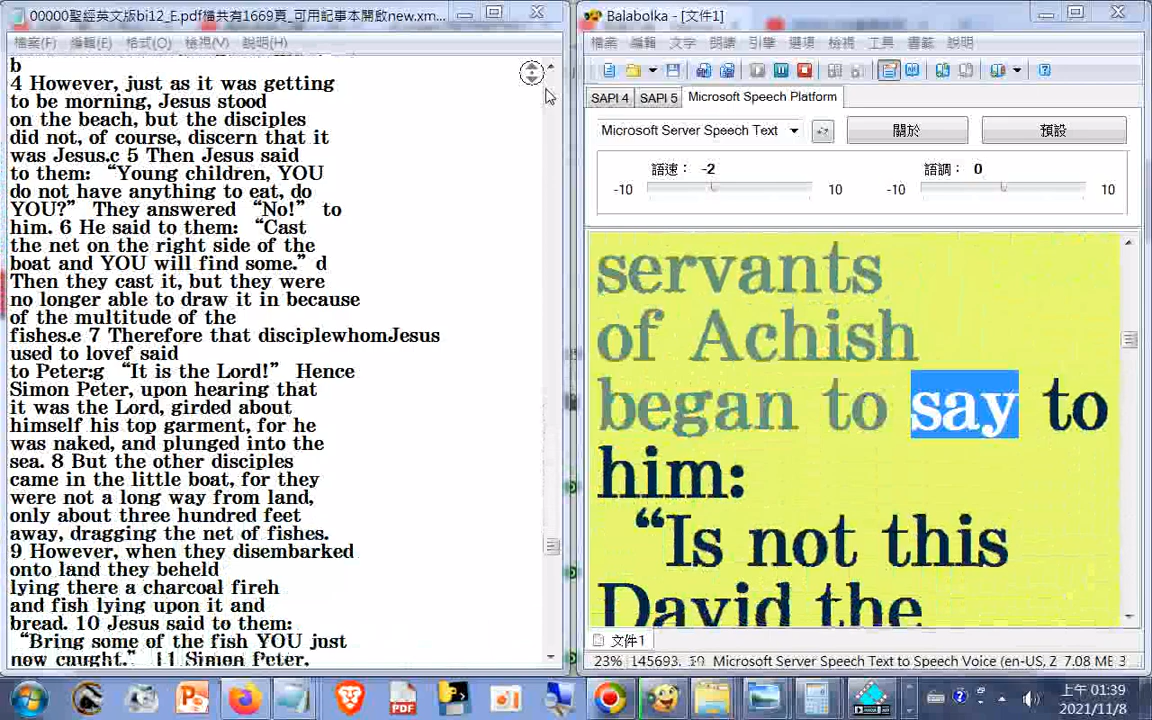 00000聖經英文版bi12_E.pdf檔共有1669頁_可用記事本開啟new.xm...
檔案(F) 編輯(E) 格式(O) 檢視(V) 說明(H)
b
4 However, just as it was getting
to be morning, Jesus stood
on the beach, but the disciples
did not, of course, discern that it
was Jesus.c 5 Then Jesus said
to them: “Young children, YOU
do not have anything to eat, do
YOU?” They answered “No!” to
him. 6 He said to them: “Cast
the net on the right side of the
boat and YOU will find some.” d
Then they cast it, but they were
no longer able to draw it in because
of the multitude of the
fishes.e 7 Therefore that disciplewhomJesus
used to lovef said
to Peter:g “It is the Lord!” Hence
Simon Peter, upon hearing that
it was the Lord, girded about
himself his top garment, for he
was naked, and plunged into the
sea. 8 But the other disciples
came in the little boat, for they
were not a long way from land,
only about three hundred feet
away, dragging the net of fishes.
9 However, when they disembarked
onto land they beheld
lying there a charcoal fireh
and fish lying upon it and
bread. 10 Jesus said to them:
“Bring some of the fish YOU just
now caught.” 11 Simon Peter,
Balabolka - [文件1]
檔案 編輯 文字 朗讀 引擎 選項 檢視 工具 書籤 說明
SAPI 4 SAPI 5 Microsoft Speech Platform
Microsoft Server Speech Text 關於 預設
語速： -2 語調： 0
-10 10 -10 10
servants
of Achish
began to say to
him:
“Is not this
David the
文件1
23% 145693. Microsoft Server Speech Text to Speech Voice (en-US, Z 7.08 MB
PDF
上午 01:39
2021/11/8